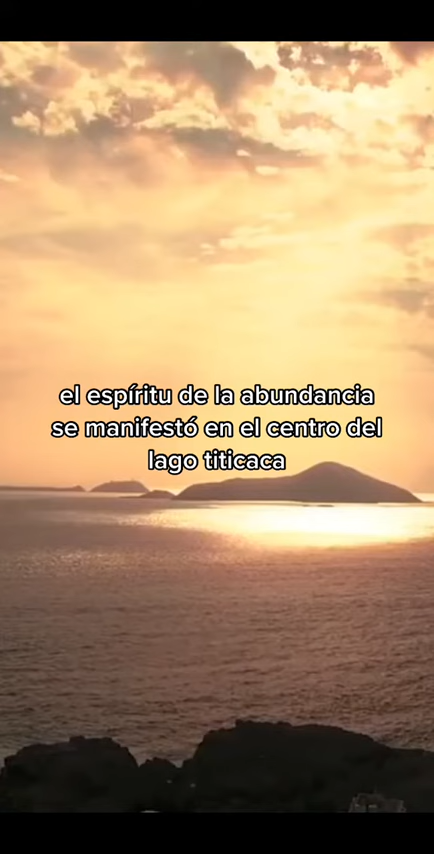 el espíritu de la abundancia
se manifestó en el centro del
lago titicaca